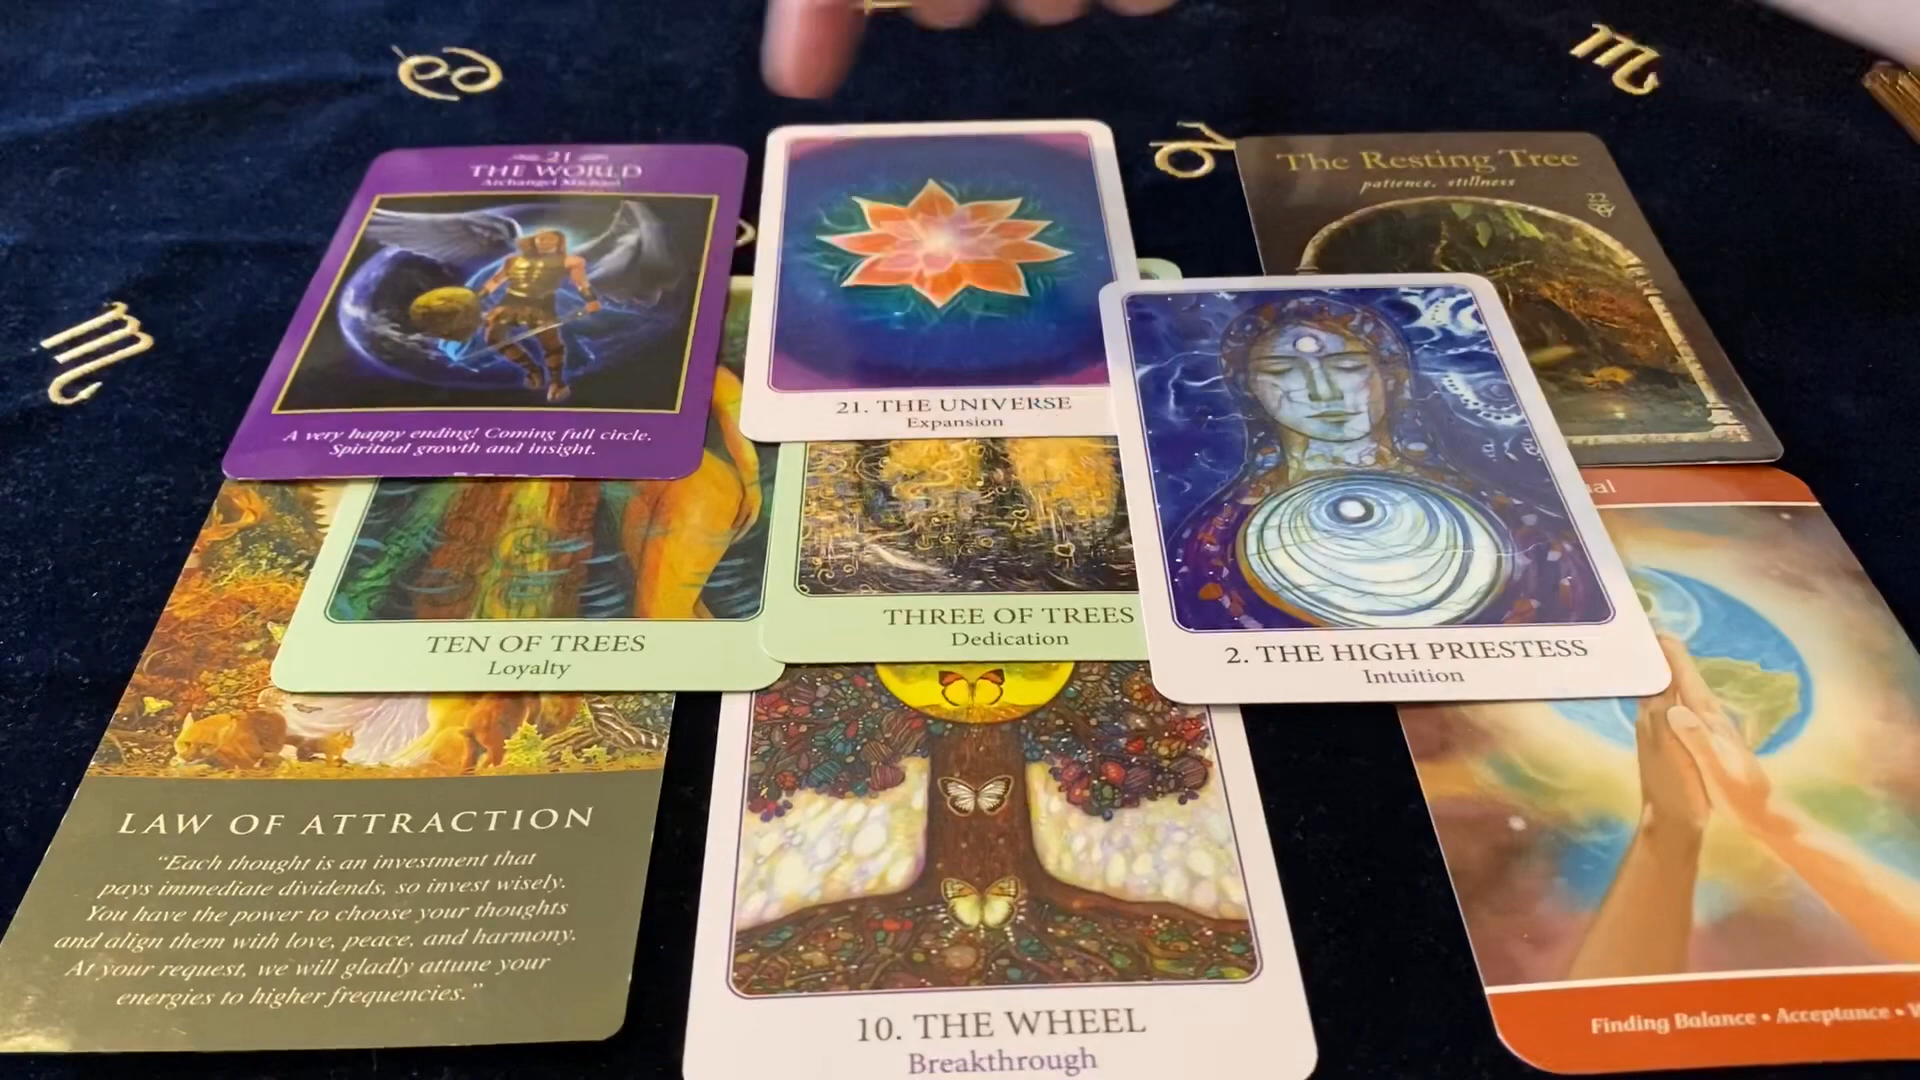 21
THE WORLD
Archangel Michael
A very happy ending! Coming full circle.
Spiritual growth and insight.
21. THE UNIVERSE
Expansion
The Resting Tree
patience, stillness
22
TEN OF TREES
Loyalty
THREE OF TREES
Dedication
2. THE HIGH PRIESTESS
Intuition
LAW OF ATTRACTION
“Each thought is an investment that
pays immediate dividends, so invest wisely.
You have the power to choose your thoughts
and align them with love, peace, and harmony.
At your request, we will gladly attune your
energies to higher frequencies.”
10. THE WHEEL
Breakthrough
Finding Balance • Acceptance •